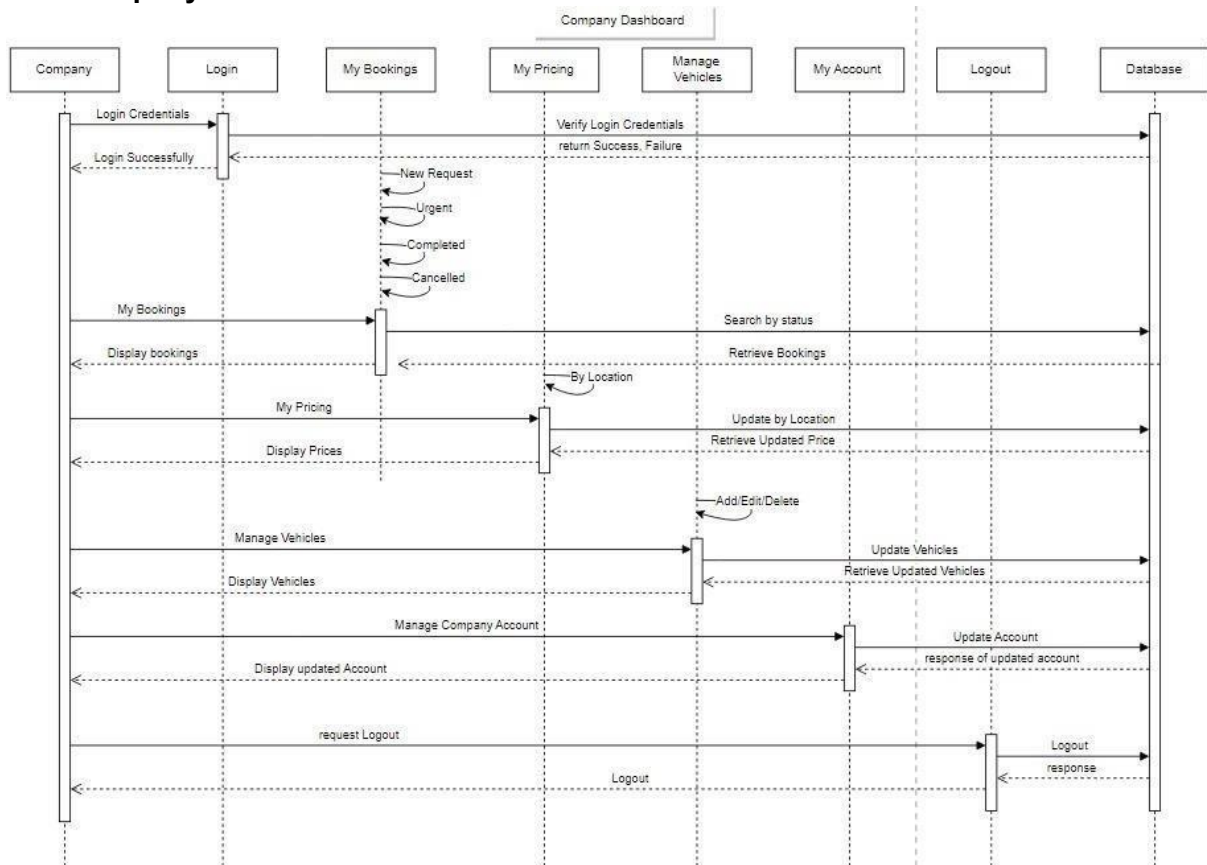 Company Dashboard
Company
Login
My Bookings
My Pricing
Manage
Vehicles
My Account
Logout
Database
Login Credentials
Verify Login Credentials
return Success, Failure
Login Successfully
New Request
Urgent
Completed
Cancelled
My Bookings
Search by status
Display bookings
Retrieve Bookings
By Location
My Pricing
Update by Location
Retrieve Updated Price
Display Prices
Add/Edit/Delete
Manage Vehicles
Update Vehicles
Retrieve Updated Vehicles
Display Vehicles
Manage Company Account
Update Account
response of updated account
Display updated Account
request Logout
Logout
response
Logout